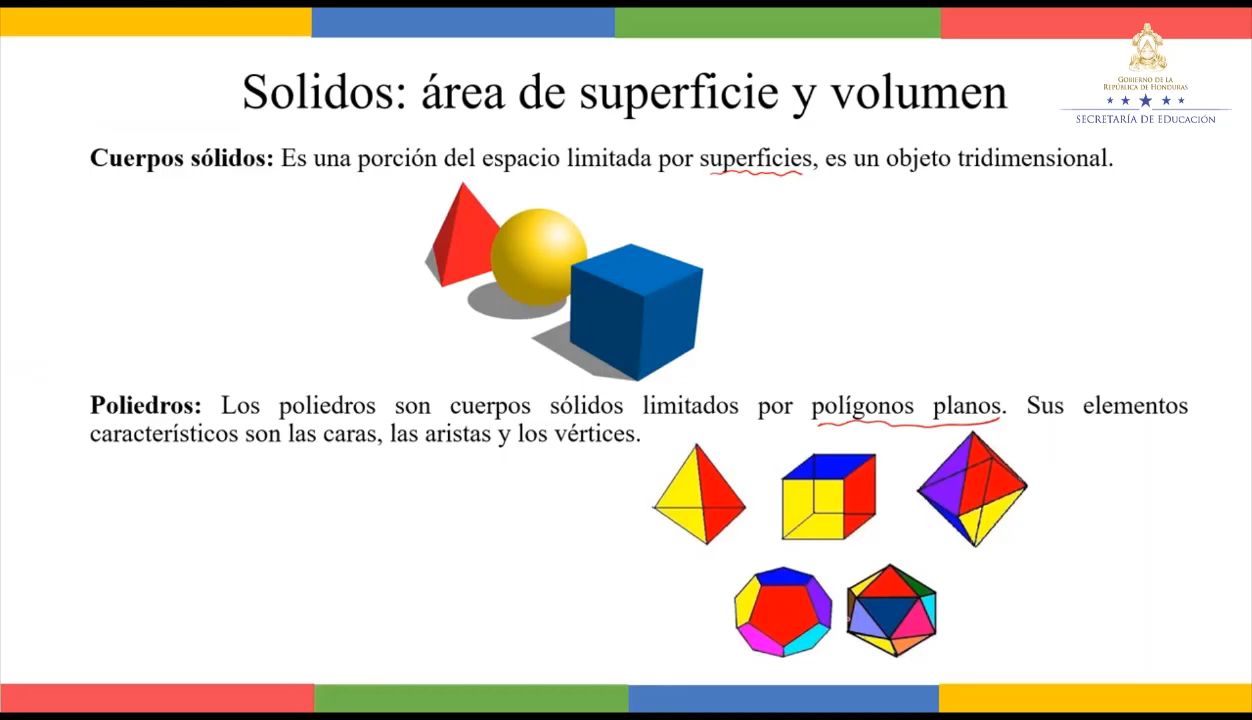 GOBIERNO DE LA
REPÚBLICA DE HONDURAS
SECRETARÍA DE EDUCACIÓN
Solidos: área de superficie y volumen
Cuerpos sólidos: Es una porción del espacio limitada por superficies, es un objeto tridimensional.
Poliedros: Los poliedros son cuerpos sólidos limitados por polígonos planos. Sus elementos
característicos son las caras, las aristas y los vértices.